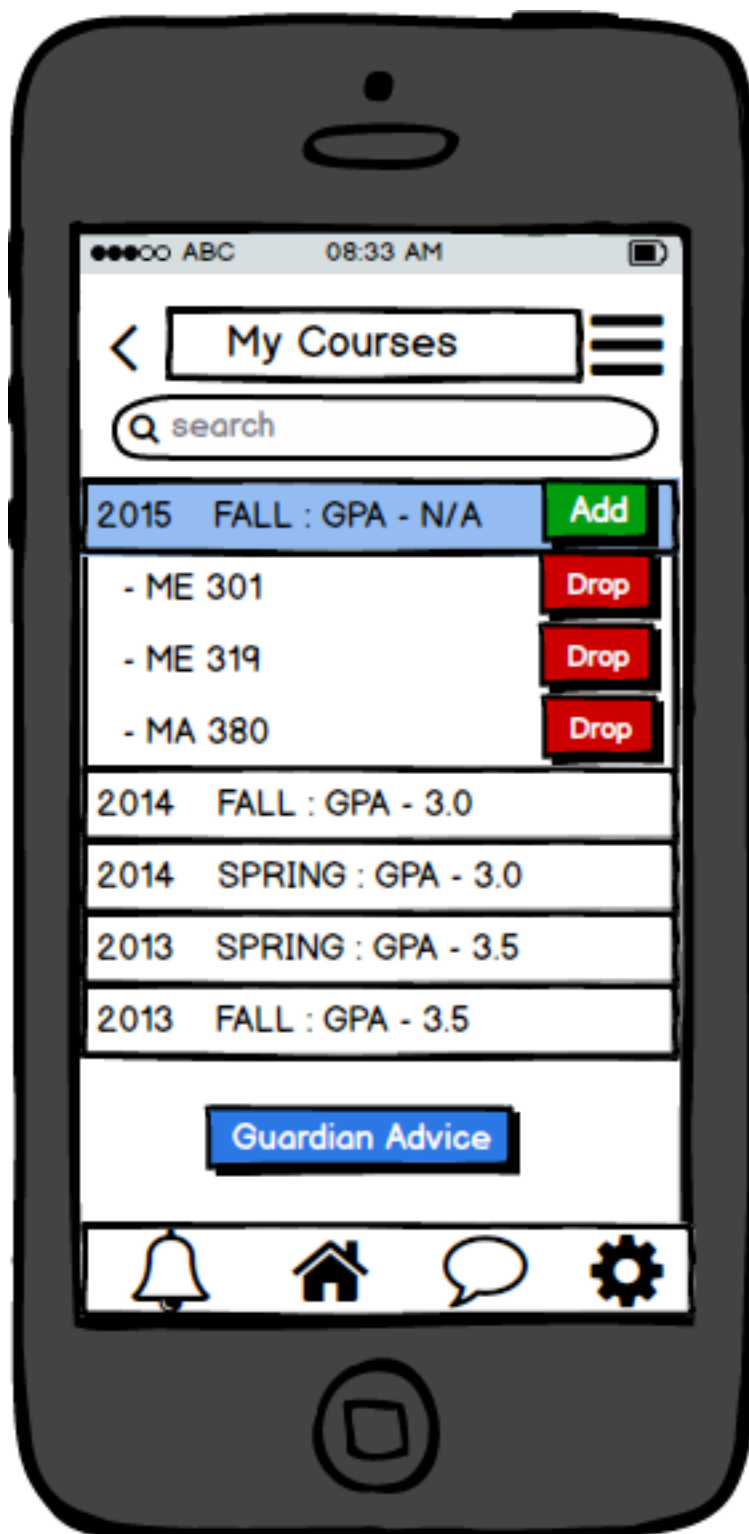 ABC 08:33 AM
My Courses
search
2015 FALL : GPA - N/A Add
- ME 301 Drop
- ME 319 Drop
- MA 380 Drop
2014 FALL : GPA - 3.0
2014 SPRING : GPA - 3.0
2013 SPRING : GPA - 3.5
2013 FALL : GPA - 3.5
Guardian Advice